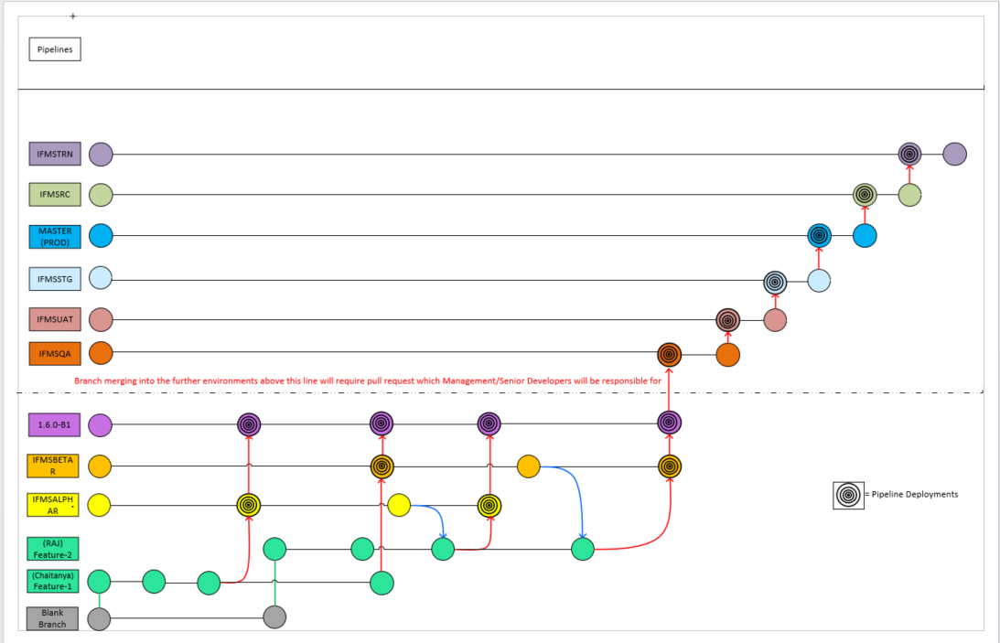 Pipelines
IFMSTRN
IFMSRC
MASTER
(PROD)
IFMSSTG
IFMSUAT
IFMSQA
Branch merging into the further environments above this line will require pull request which Management/Senior Developers will be responsible for
1.6.0-B1
IFMSBETA
R
IFMSALPH
AR
= Pipeline Deployments
(RAJ)
Feature-2
(Chaitanya)
Feature-1
Blank
Branch